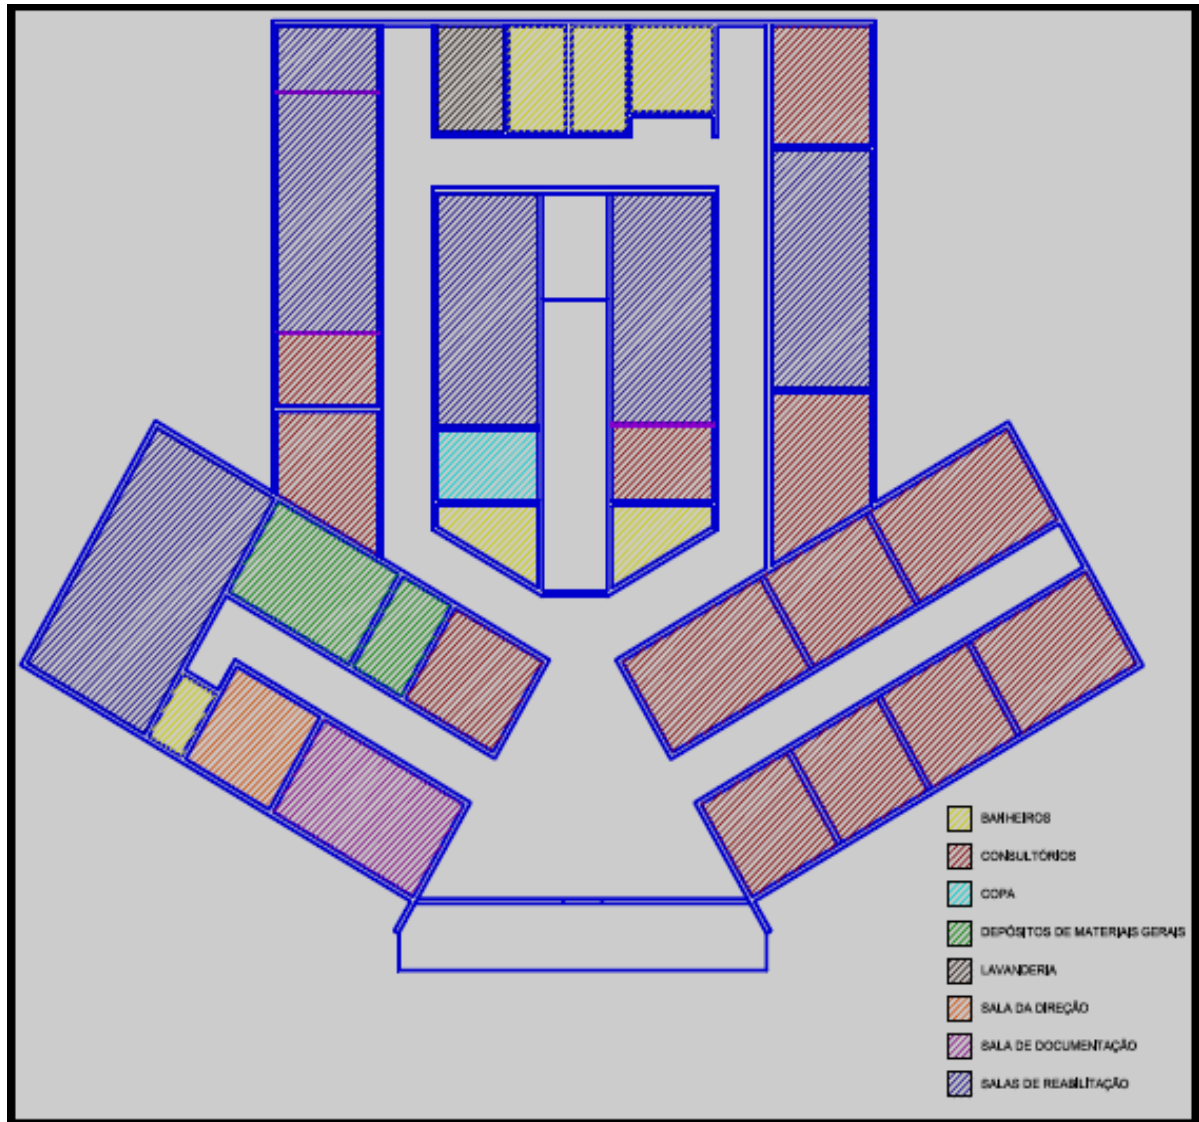 BANHEIROS
CONSULTÓRIOS
COPA
DEPÓSITOS DE MATERIAIS GERAIS
LAVANDERIA
SALA DA DIREÇÃO
SALA DE DOCUMENTAÇÃO
SALAS DE REABILITAÇÃO